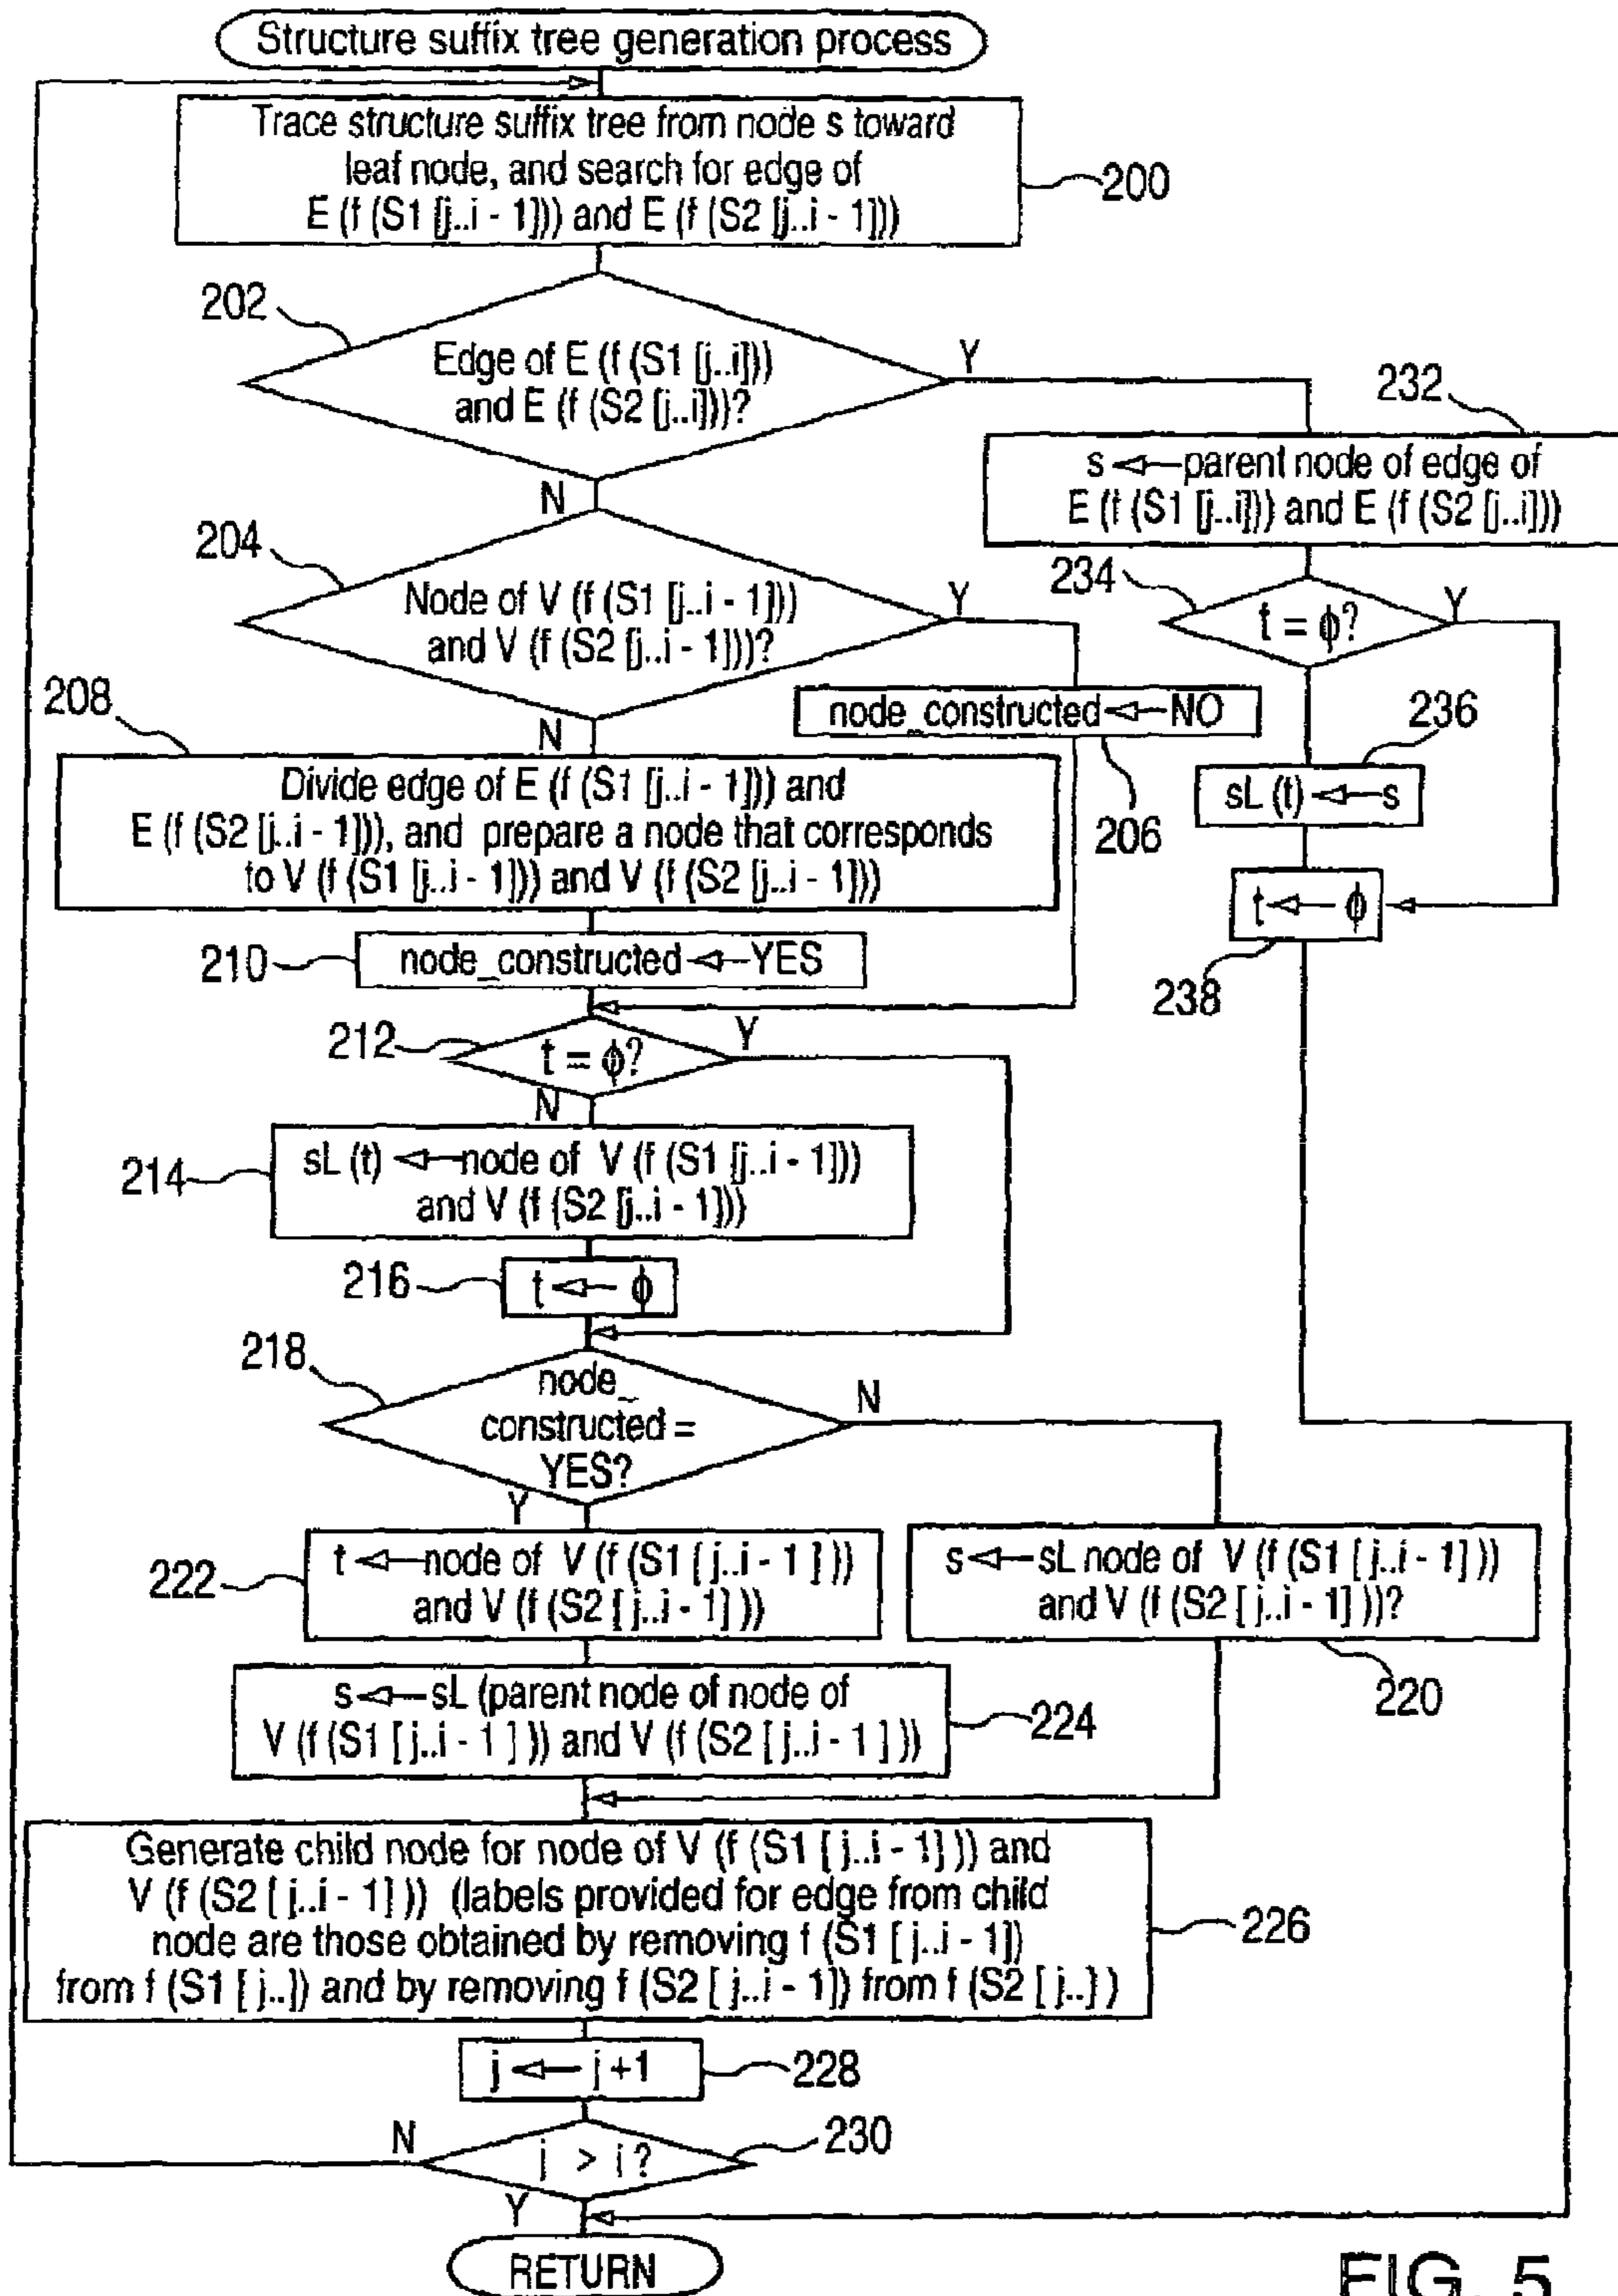 Structure suffix tree generation process
Trace structure suffix tree from node s toward
leaf node, and search for edge of
E (f (S1 [j..i - 1])) and E (f (S2 [j..i - 1]))
200
202
Edge of E (f (S1 [j..i]))
and E (f (S2 [j..i]))?
Y
N
232
s ← parent node of edge of
E (f (S1 [j..i])) and E (f (S2 [j..i]))
204
Node of V (f (S1 [j..i - 1]))
and V (f (S2 [j..i - 1]))?
Y
N
234
t = ϕ?
Y
node_constructed ← NO
206
236
sL (t) ← s
208
Divide edge of E (f (S1 [j..i - 1])) and
E (f (S2 [j..i - 1])), and prepare a node that corresponds
to V (f (S1 [j..i - 1])) and V (f (S2 [j..i - 1]))
t ← ϕ
238
210
node_constructed ← YES
212
t = ϕ?
Y
N
214
sL (t) ← node of V (f (S1 [j..i - 1]))
and V (f (S2 [j..i - 1]))
216
t ← ϕ
218
node_
constructed =
YES?
N
Y
222
t ← node of V (f (S1 [ j..i - 1 ] ))
and V (f (S2 [ j..i - 1] ))
s ← sL node of V (f (S1 [ j..i - 1] ))
and V (f (S2 [ j..i - 1] ))?
220
s ← sL (parent node of node of
V (f (S1 [ j..i - 1 ] )) and V (f (S2 [ j..i - 1 ] ))
224
Generate child node for node of V (f (S1 [ j..i - 1] )) and
V (f (S2 [ j..i - 1] )) (labels provided for edge from child
node are those obtained by removing f (S1 [ j..i - 1])
from f (S1 [ j..]) and by removing f (S2 [ j..i - 1]) from f (S2 [ j..] )
226
j ← j +1
228
j > i ?
230
N
Y
RETURN
FIG. 5